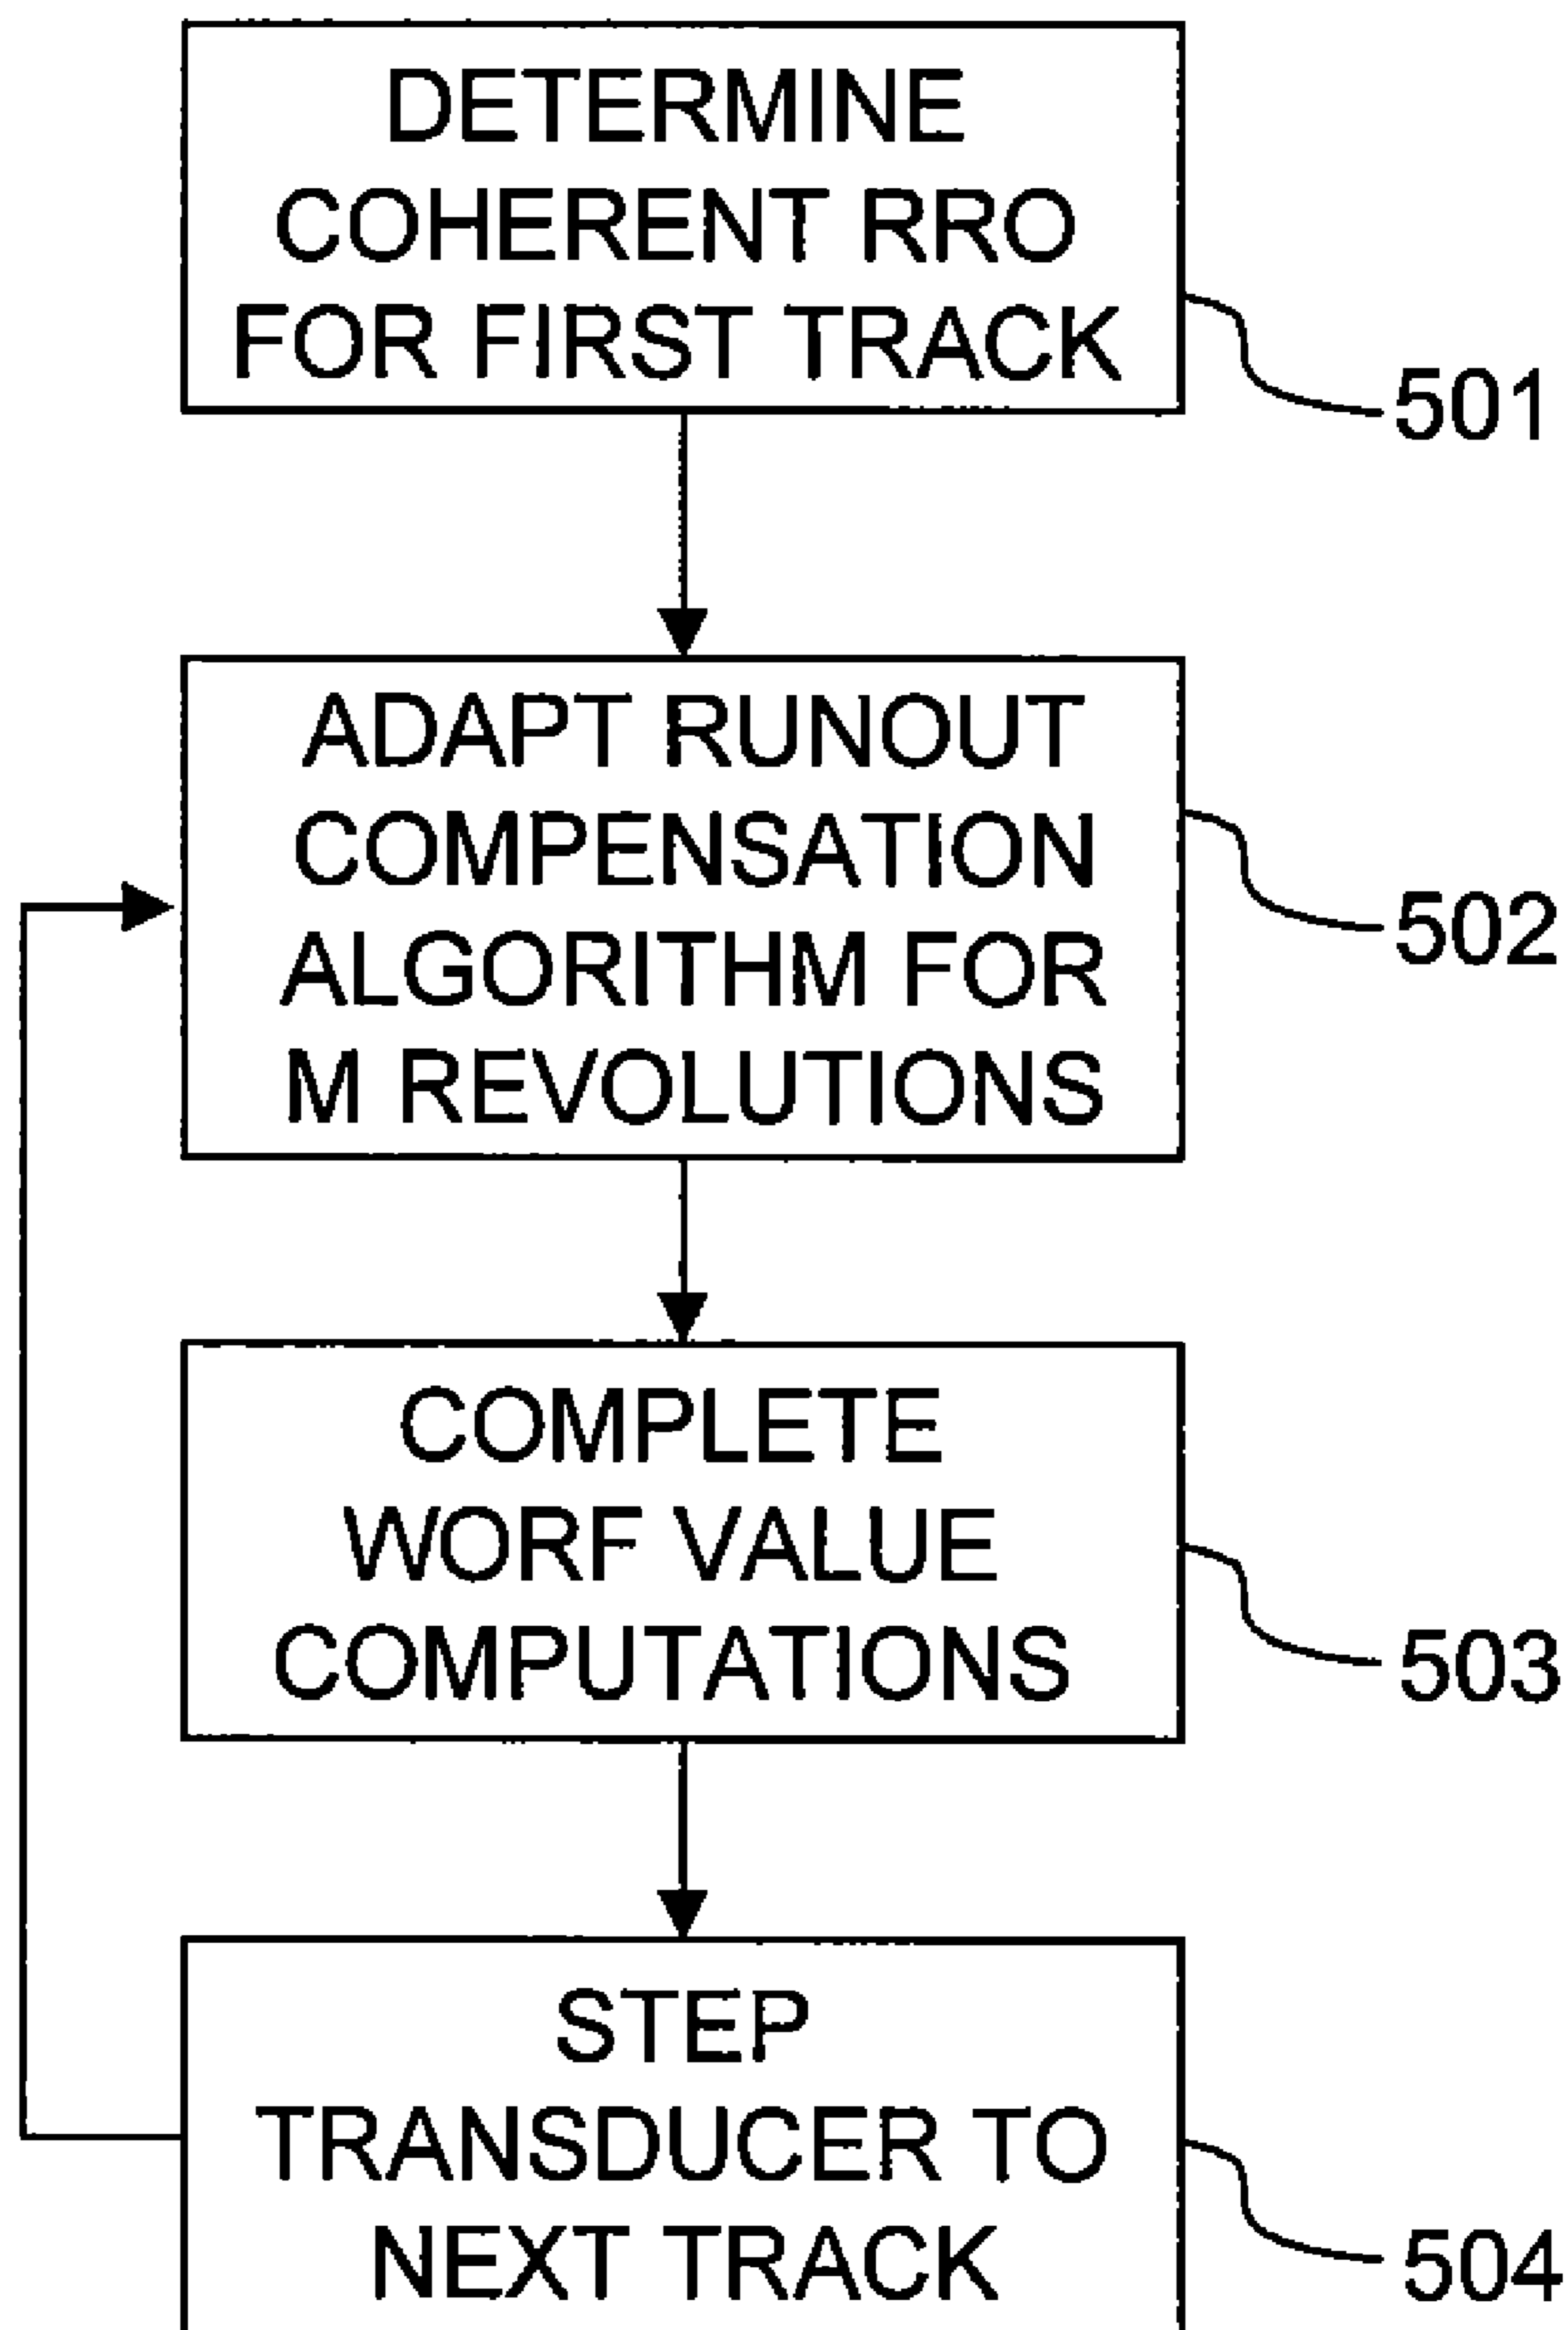 DETERMINE
COHERENT RRO
FOR FIRST TRACK
501
ADAPT RUNOUT
COMPENSATION
ALGORITHM FOR
M REVOLUTIONS
502
COMPLETE
WORF VALUE
COMPUTATIONS
503
STEP
TRANSDUCER TO
NEXT TRACK
504